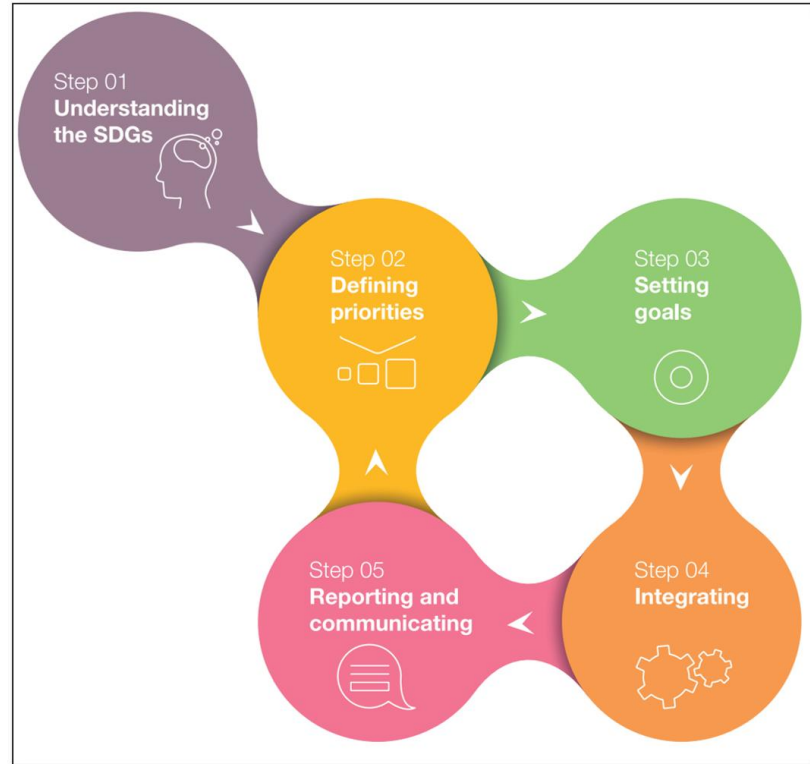 Step 01
Understanding
the SDGs
Step 02
Defining
priorities
Step 03
Setting
goals
Step 04
Integrating
Step 05
Reporting and
communicating